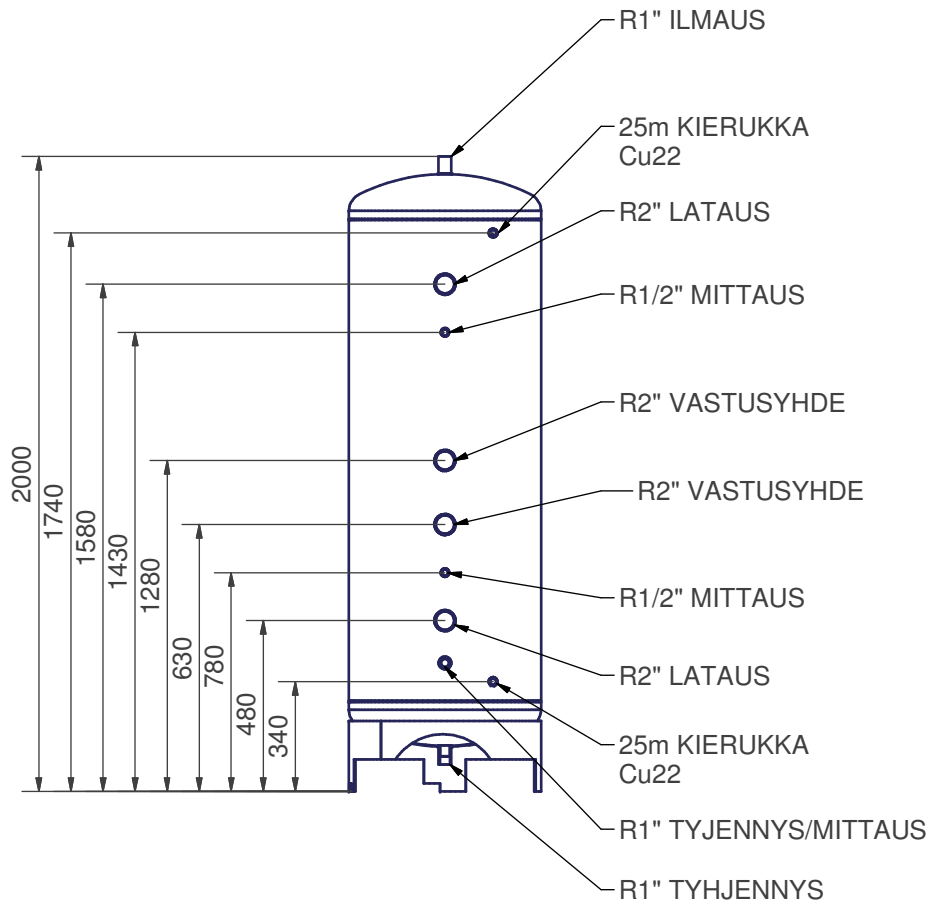 R1" ILMAUS
25m KIERUKKA
Cu22
R2" LATAUS
R1/2" MITTAUS
R2" VASTUSYHDE
R2" VASTUSYHDE
R1/2" MITTAUS
R2" LATAUS
25m KIERUKKA
Cu22
R1" TYJENNYS/MITTAUS
R1" TYHJENNYS
2000
1740
1580
1430
1280
630
780
480
340